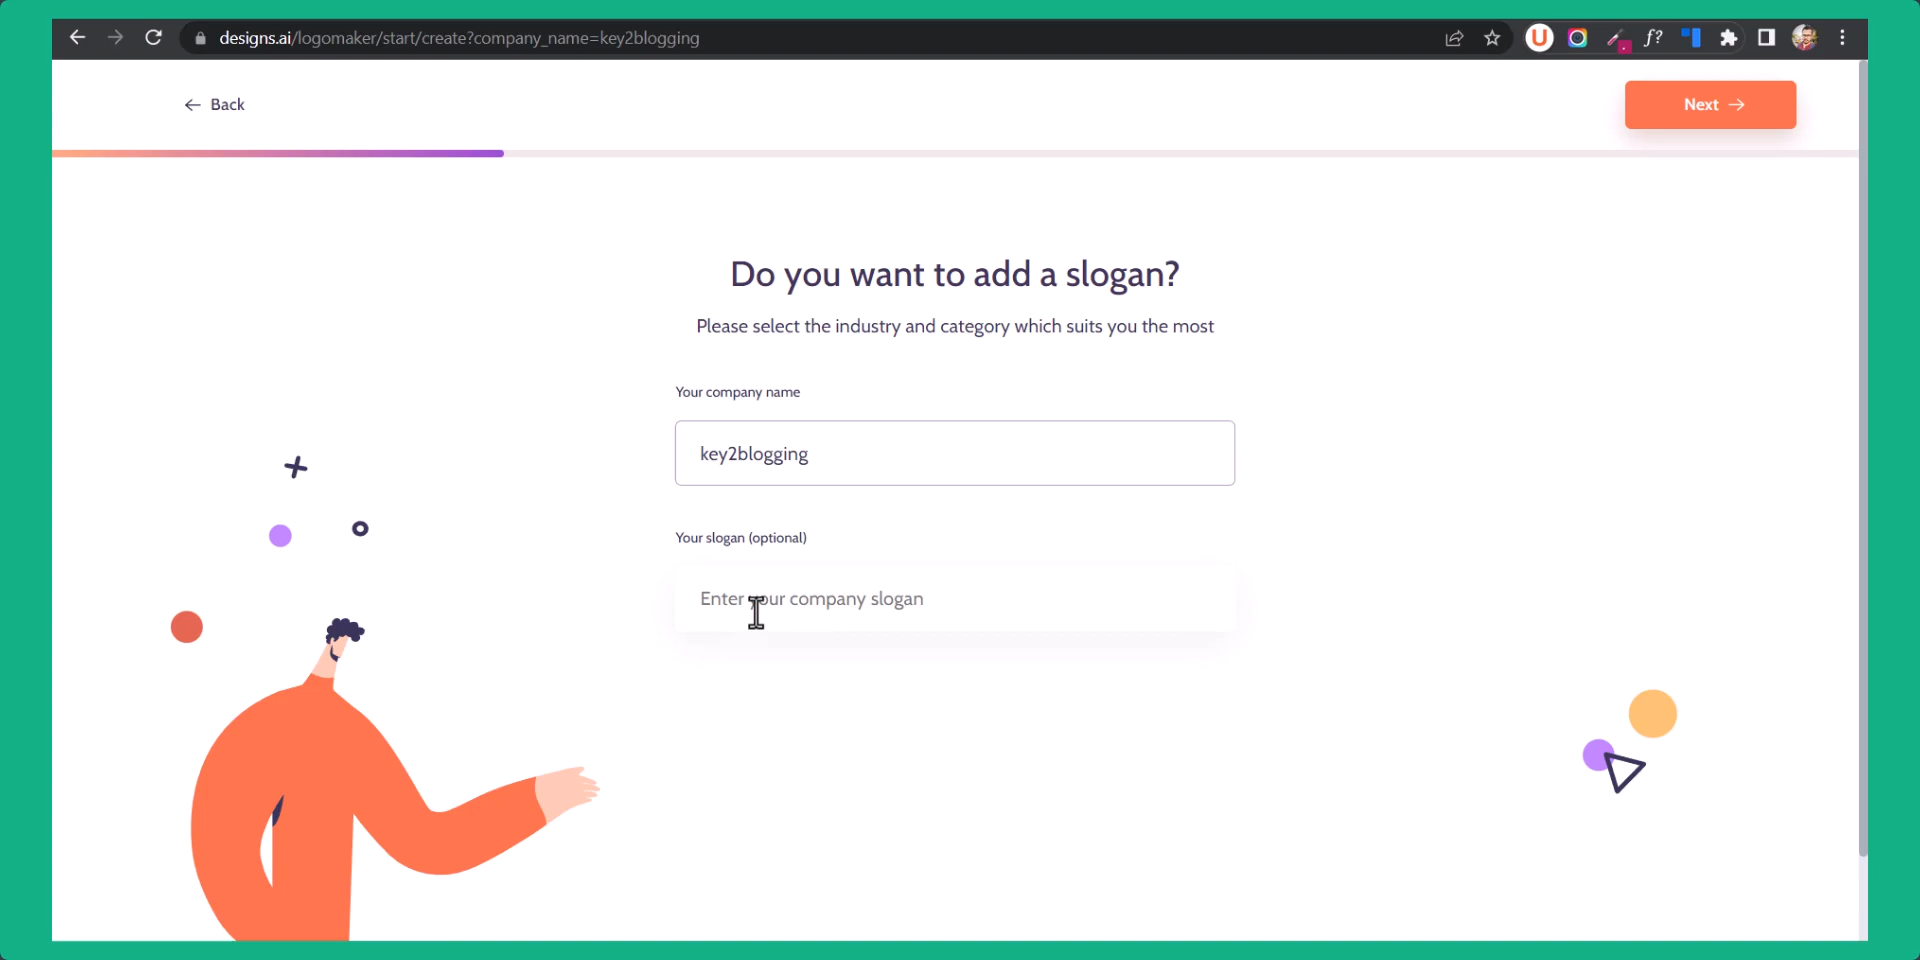 designs.ai/logomaker/start/create?company_name=key2blogging
U
f?
Back
Next
Do you want to add a slogan?
Please select the industry and category which suits you the most
Your company name
key2blogging
Your slogan (optional)
Enter your company slogan